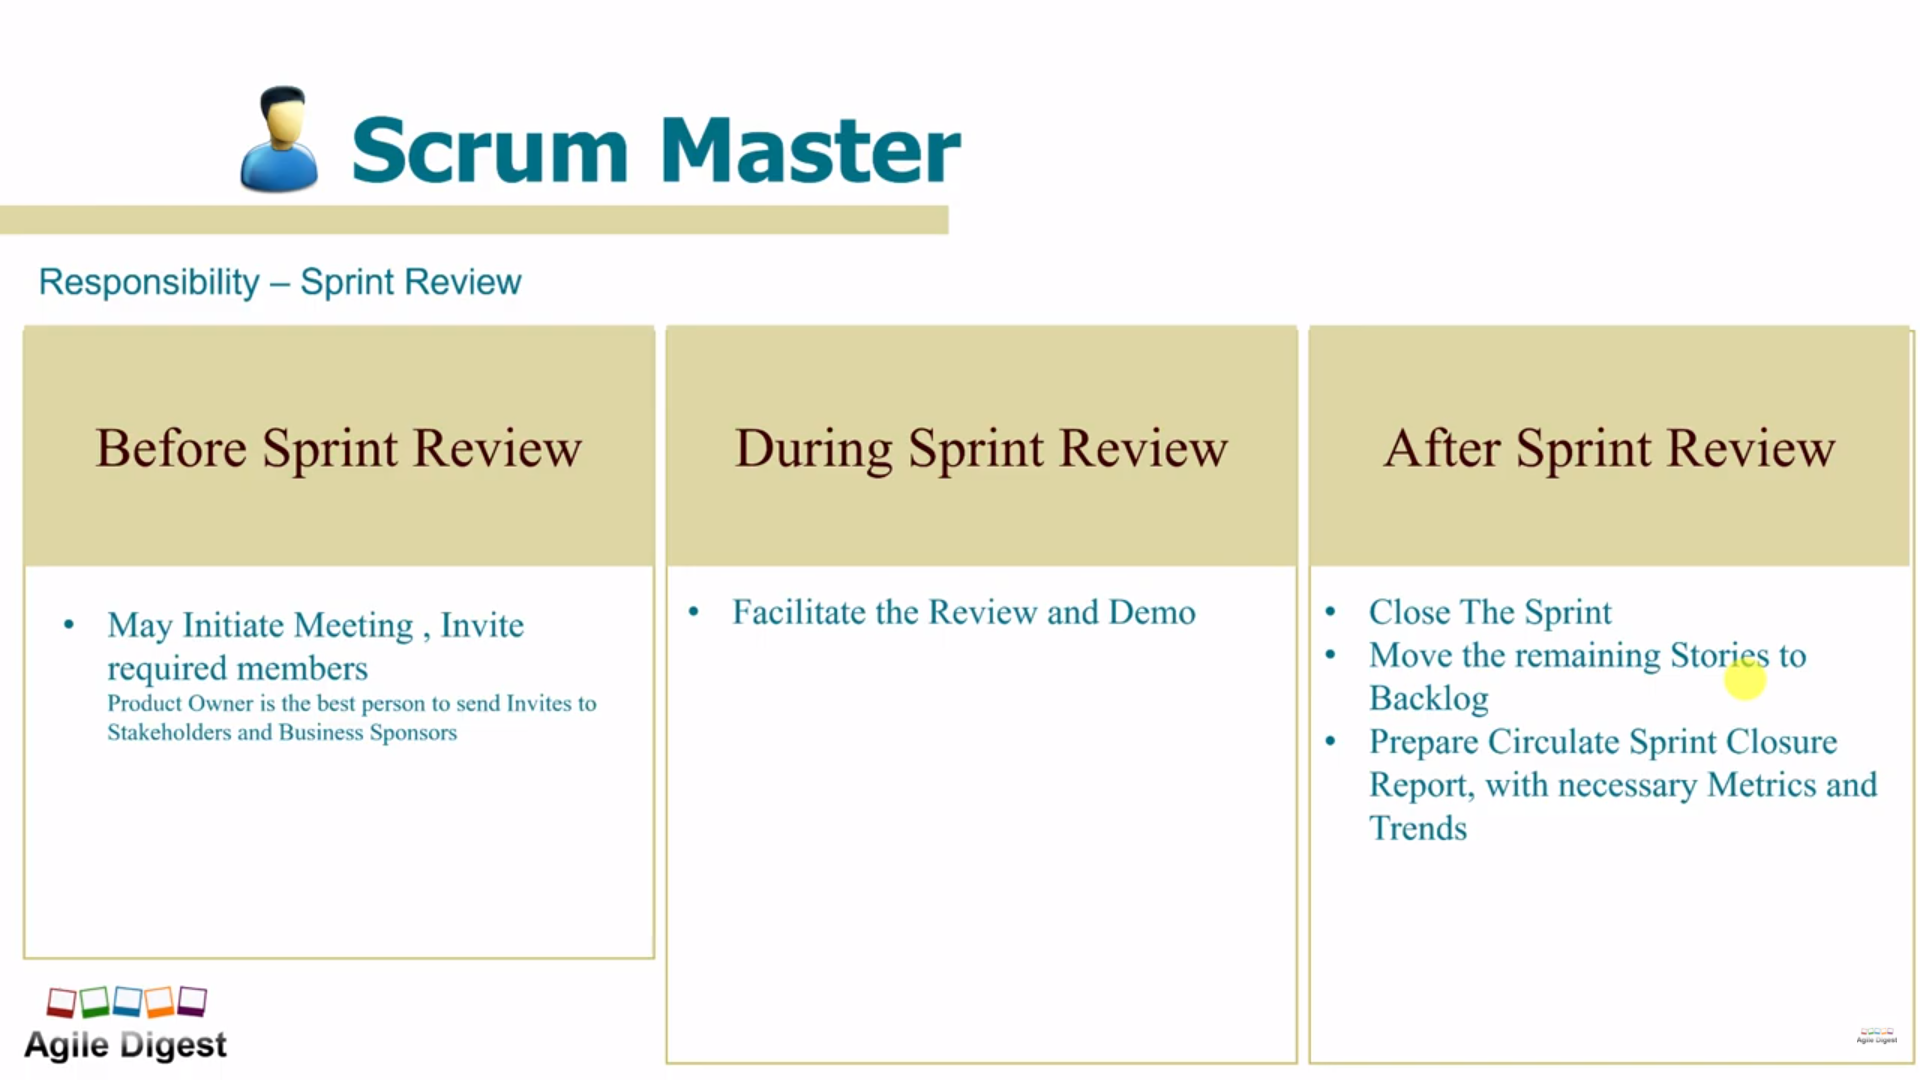 Scrum Master
Responsibility – Sprint Review
Before Sprint Review
• May Initiate Meeting , Invite
required members
Product Owner is the best person to send Invites to
Stakeholders and Business Sponsors
During Sprint Review
• Facilitate the Review and Demo
After Sprint Review
• Close The Sprint
• Move the remaining Stories to
Backlog
• Prepare Circulate Sprint Closure
Report, with necessary Metrics and
Trends
Agile Digest
Agile Digest